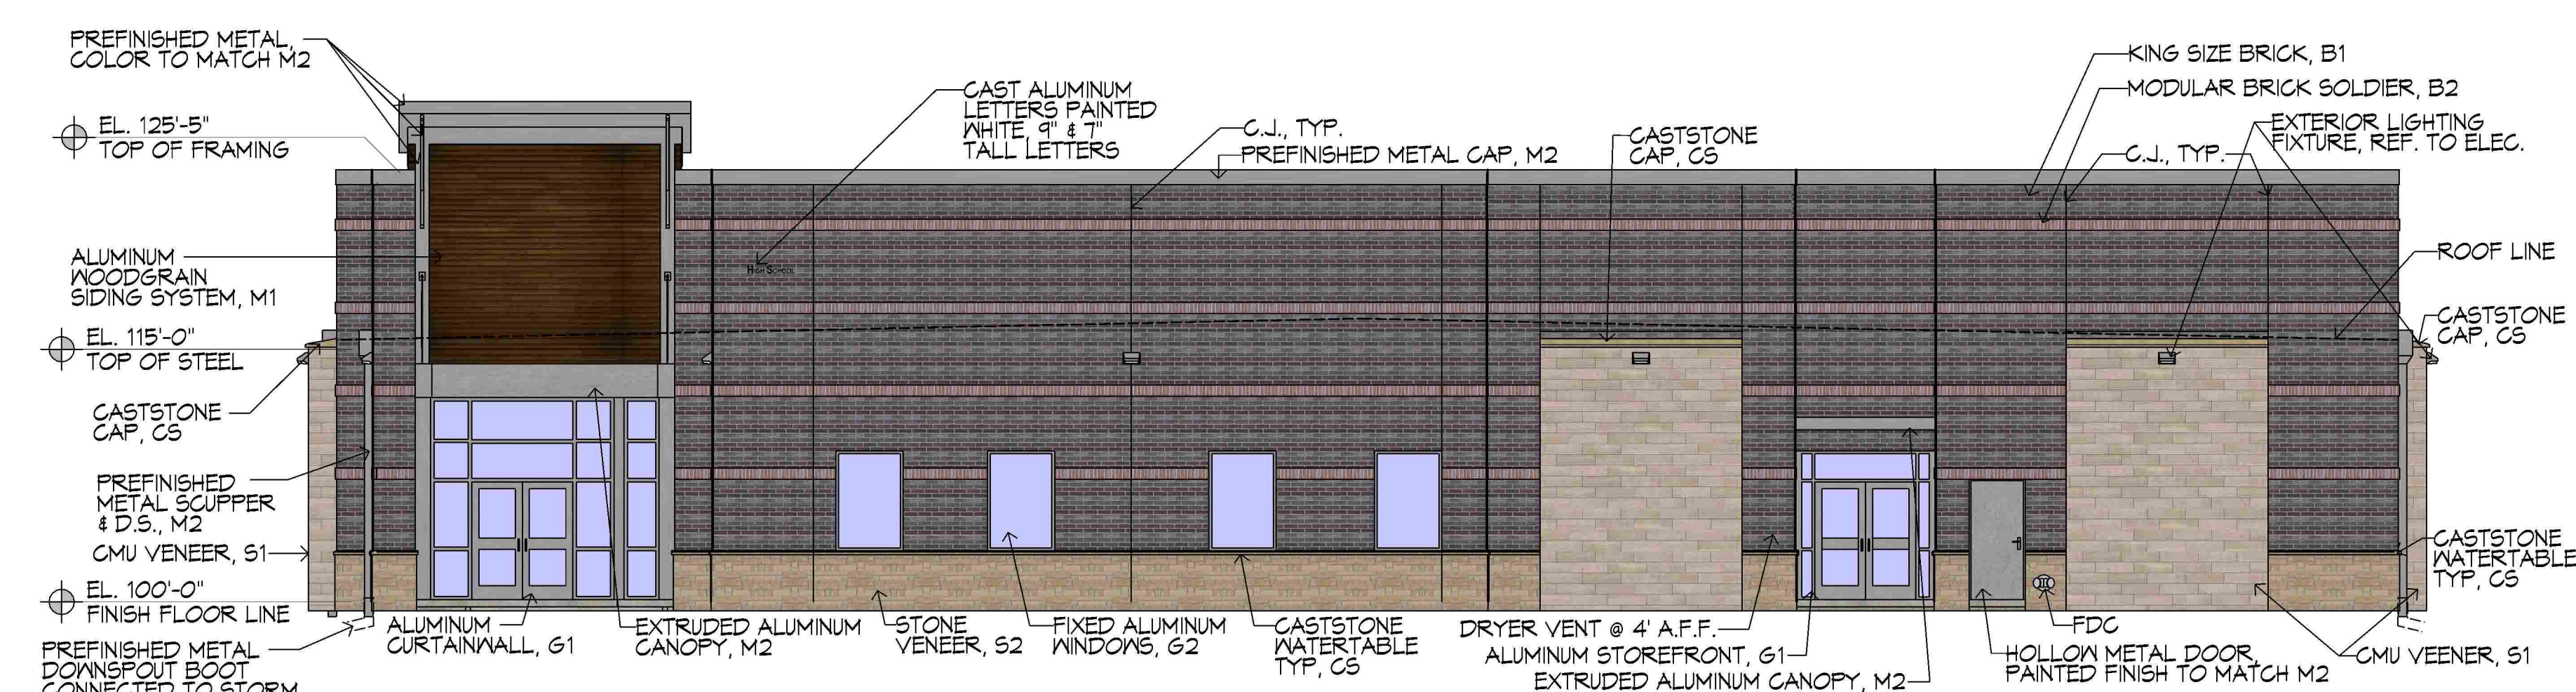 PREFINISHED METAL,
COLOR TO MATCH M2
EL. 125'-5"
TOP OF FRAMING
ALUMINUM
WOODGRAIN
SIDING SYSTEM, M1
EL. 115'-0"
TOP OF STEEL
CASTSTONE
CAP, CS
PREFINISHED
METAL SCUPPER
& D.S., M2
CMU VENEER, S1
EL. 100'-0"
FINISH FLOOR LINE
PREFINISHED METAL
DOWNSPOUT BOOT
CONNECTED TO STORM
CAST ALUMINUM
LETTERS PAINTED
WHITE, 9" & 7"
TALL LETTERS
C.J., TYP.
PREFINISHED METAL CAP, M2
HIGH SCHOOL
CASTSTONE
CAP, CS
KING SIZE BRICK, B1
MODULAR BRICK SOLDIER, B2
EXTERIOR LIGHTING
FIXTURE, REF. TO ELEC.
C.J., TYP.
ROOF LINE
CASTSTONE
CAP, CS
CASTSTONE
WATERTABLE
TYP, CS
ALUMINUM
CURTAINWALL, G1
EXTRUDED ALUMINUM
CANOPY, M2
STONE
VENEER, S2
FIXED ALUMINUM
WINDOWS, G2
CASTSTONE
WATERTABLE
TYP, CS
DRYER VENT @ 4' A.F.F.
ALUMINUM STOREFRONT, G1
EXTRUDED ALUMINUM CANOPY, M2
FDC
HOLLOW METAL DOOR,
PAINTED FINISH TO MATCH M2
CMU VEENER, S1